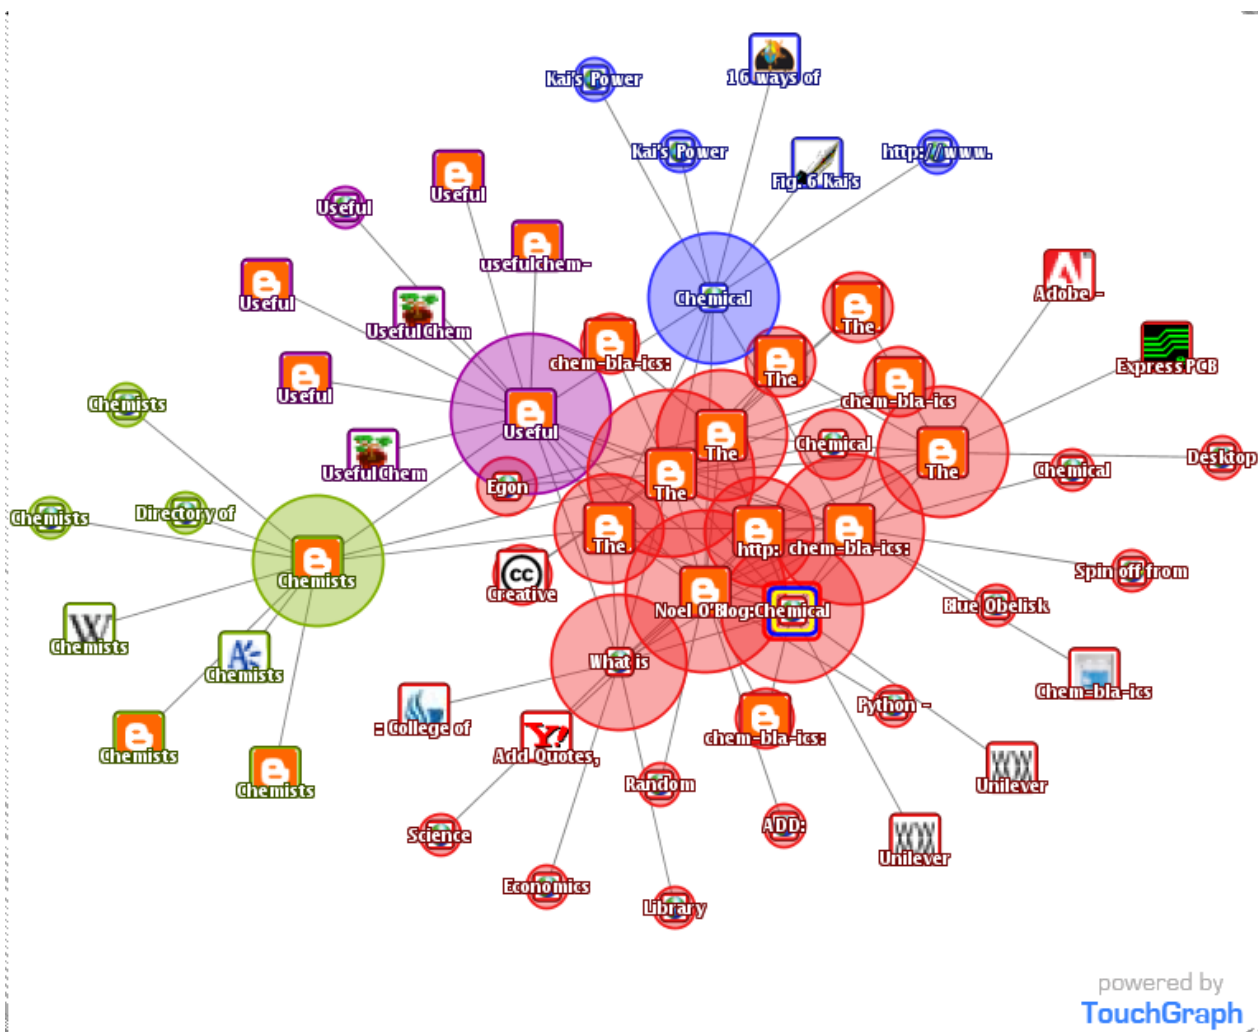 Kai's Power
16 ways of
Kai's Power
Fig. 6 Kai's
http://www.
Useful
Useful
usefulchem-
Useful
UsefulChem
Chemical
The
Adobe -
chem-bla-ics:
The
ExpressPCB
Useful
chem-bla-ics
Chemists
Useful
The
Chemical
UsefulChem
The
Chemical
Desktop
Egon
The
Chemists
Directory of
The
http:
chem-bla-ics:
Chemists
Creative
Spin off from
Noel O'Blog:
Chemical
Blue Obelisk
Chemists
What is
Chemists
Chem-bla-ics
Python -
: College of
chem-bla-ics:
Add Quotes,
Chemists
Random
Unilever
Chemists
ADD:
Science
Unilever
Economics
Library
powered by
TouchGraph